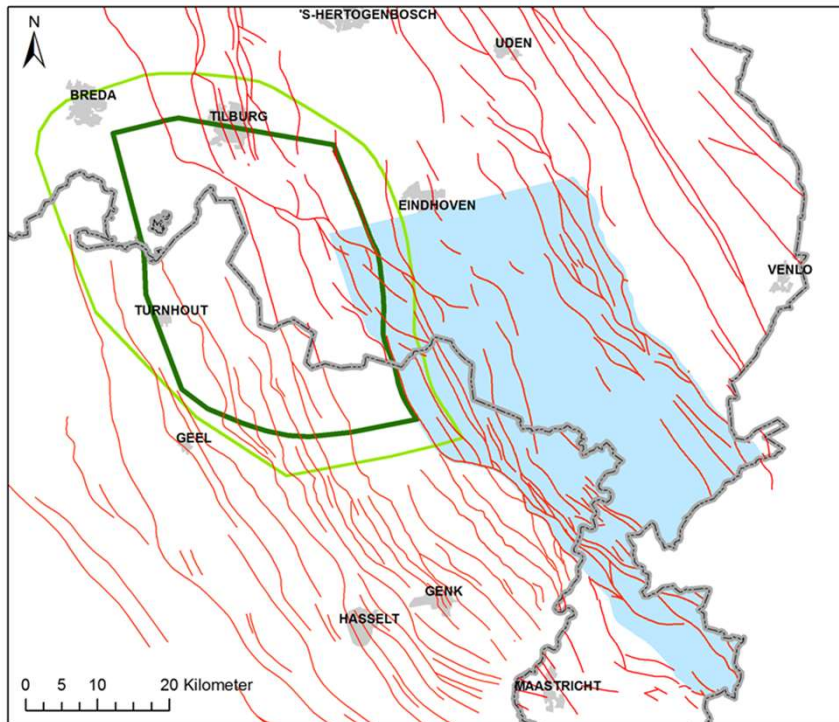 'S-HERTOGENBOSCH
N
UDEN
BREDA
TILBURG
EINDHOVEN
VENLO
TURNHOUT
GEEL
GENK
HASSELT
MAASTRICHT
0 5 10 20 Kilometer